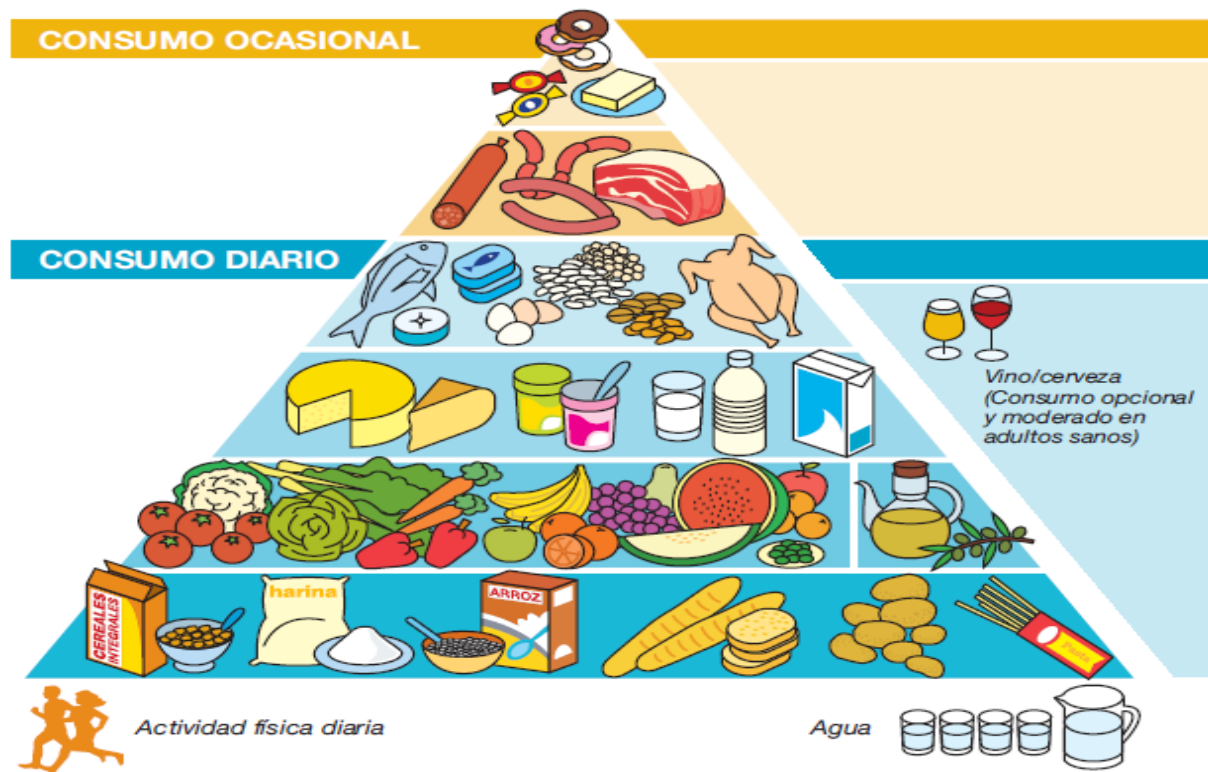 CONSUMO OCASIONAL
CONSUMO DIARIO
Vino/cerveza
(Consumo opcional
y moderado en
adultos sanos)
CEREALES
INTEGRALES
harina
ARROZ
Pasta
Actividad física diaria
Agua